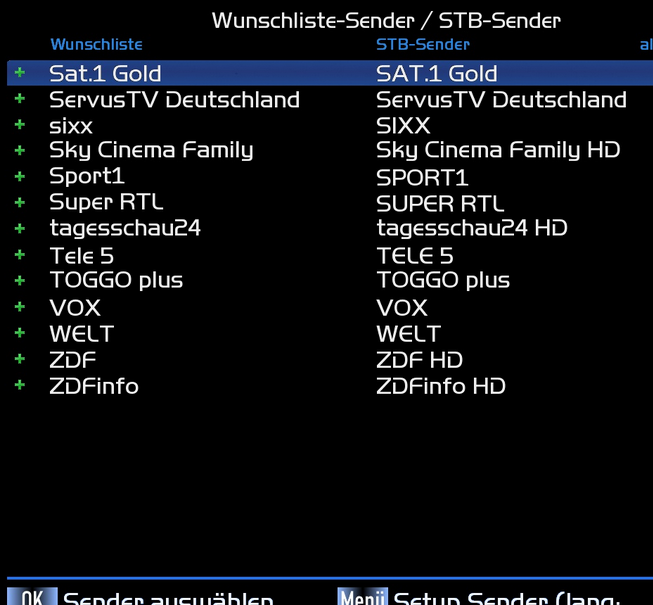 Wunschliste-Sender / STB-Sender
Wunschliste STB-Sender al
+ Sat.1 Gold SAT.1 Gold
+ ServusTV Deutschland ServusTV Deutschland
+ sixx SIXX
+ Sky Cinema Family Sky Cinema Family HD
+ Sport1 SPORT1
+ Super RTL SUPER RTL
+ tagesschau24 tagesschau24 HD
+ Tele 5 TELE 5
+ TOGGO plus TOGGO plus
+ VOX VOX
+ WELT WELT
+ ZDF ZDF HD
+ ZDFinfo ZDFinfo HD
OK Sender auswählen Menü Setup Sender (lang: